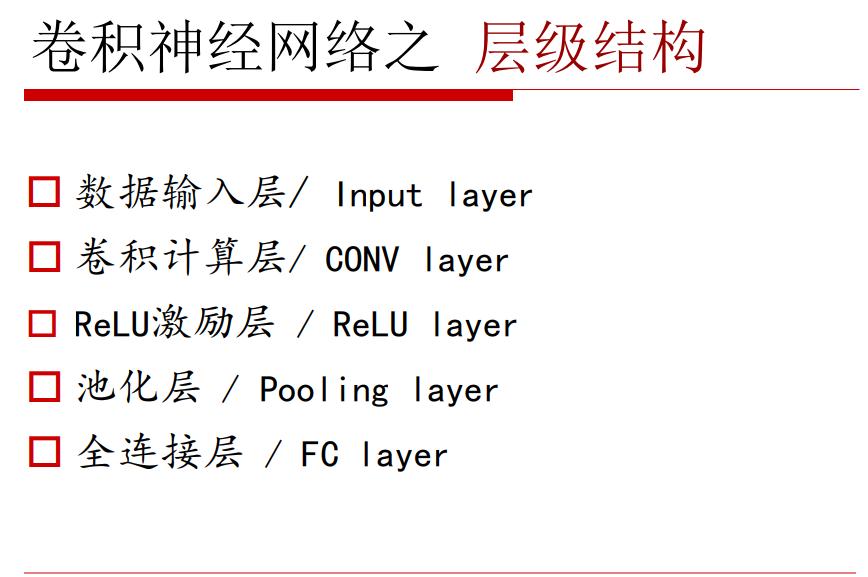 卷积神经网络之 层级结构
数据输入层/ Input layer
卷积计算层/ CONV layer
ReLU激励层 / ReLU layer
池化层 / Pooling layer
全连接层 / FC layer